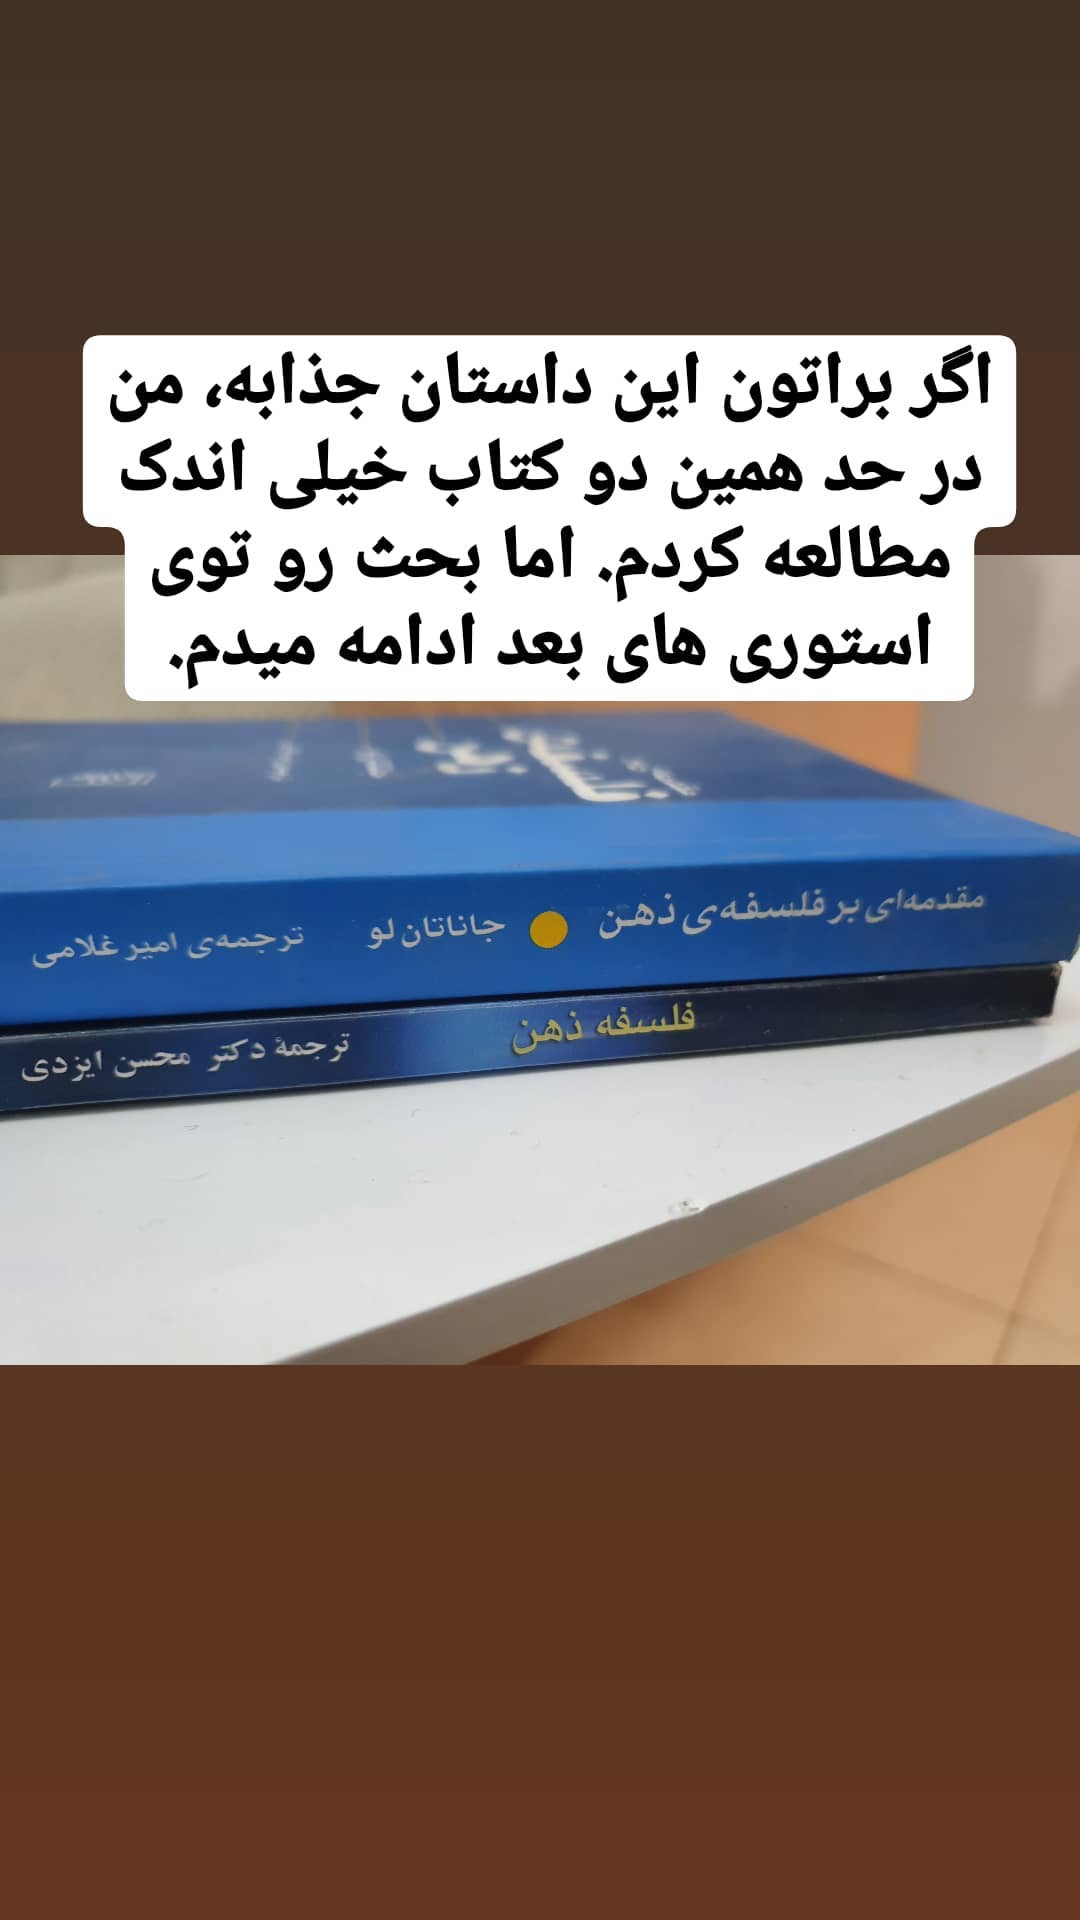 اگر براتون این داستان جذابه، من
در حد همین دو کتاب خیلی اندک
مطالعه کردم. اما بحث رو توی
استوری های بعد ادامه میدم.
مقدمه‌ای بر فلسفه‌ی ذهن جاناتان لو ترجمه‌ی امیر غلامی
فلسفه ذهن ترجمهٔ دکتر محسن ایزدی